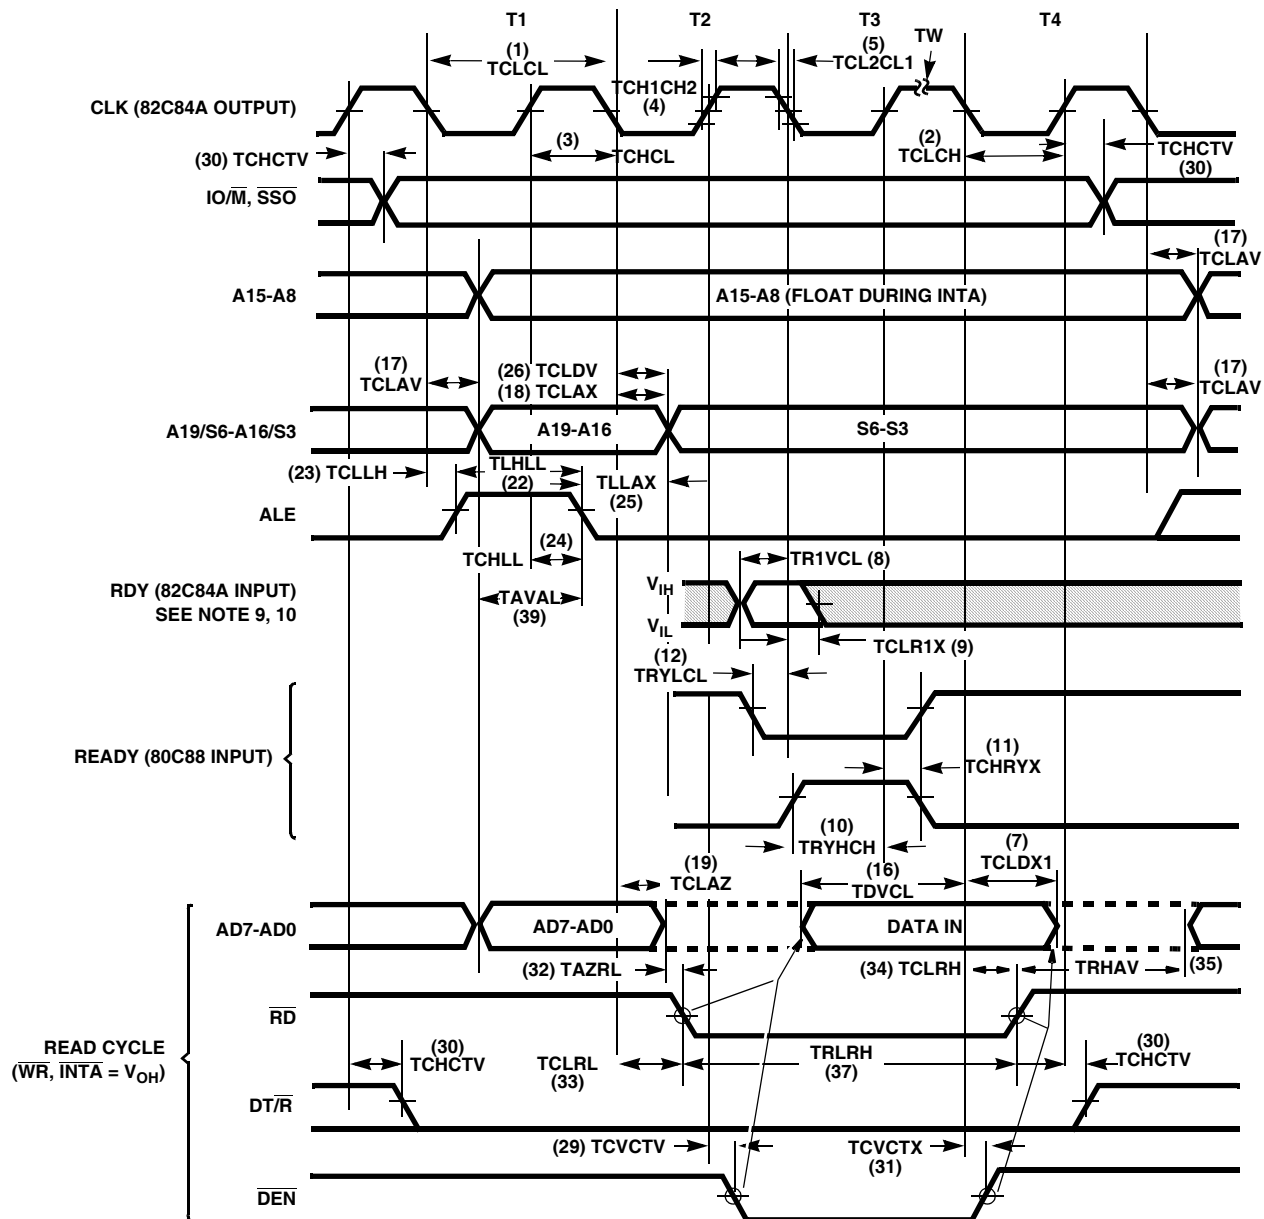 T1 T2 T3 T4
TW
(1)
TCLCL
TCH1CH2
(4)
(5)
TCL2CL1
CLK (82C84A OUTPUT)
(30) TCHCTV
(3)
TCHCL
(2)
TCLCH
TCHCTV
(30)
IO/M̅, S̅S̅O̅
(17)
TCLAV
A15-A8
A15-A8 (FLOAT DURING INTA)
(17)
TCLAV
(26) TCLDV
(18) TCLAX
(17)
TCLAV
A19/S6-A16/S3
A19-A16
S6-S3
(23) TCLLH
TLHLL
(22)
TLLAX
(25)
ALE
TCHLL
(24)
TR1VCL (8)
RDY (82C84A INPUT)
SEE NOTE 9, 10
VIH
VIL
TAVAL
(39)
TCLR1X (9)
(12)
TRYLCL
READY (80C88 INPUT)
(11)
TCHRYX
(10)
TRYHCH
(7)
TCLDX1
(19)
TCLAZ
(16)
TDVCL
AD7-AD0
AD7-AD0
DATA IN
(32) TAZRL
(34) TCLRH
TRHAV
(35)
R̅D̅
READ CYCLE
(W̅R̅, I̅N̅T̅A̅ = VOH)
(30)
TCHCTV
TCLRL
(33)
TRLRH
(37)
(30)
TCHCTV
DT/R̅
(29) TCVCTV
TCVCTX
(31)
D̅E̅N̅